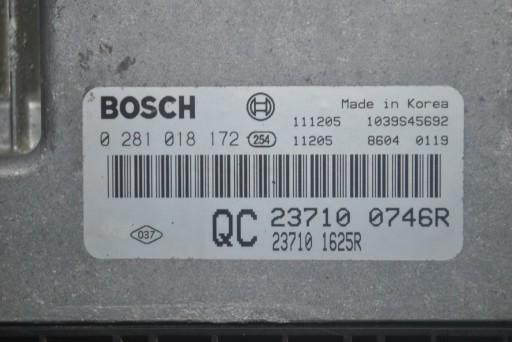 BOSCH Made in Korea
111205 1039S45692
0 281 018 172 254 11205 8604 0119
037 QC 23710 0746R
23710 1625R